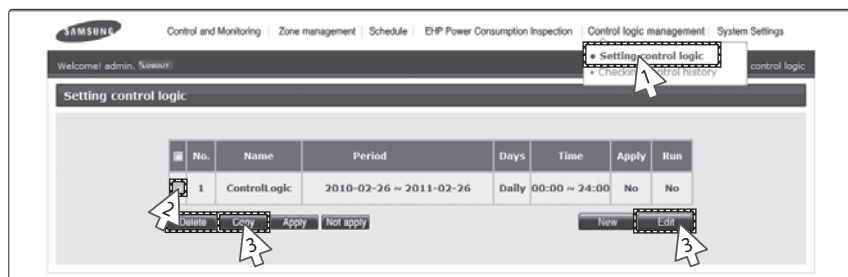 SAMSUNG
Control and Monitoring | Zone management | Schedule | EHP Power Consumption Inspection | Control logic management | System Settings
Welcome! admin. LOGOUT
• Setting control logic
control logic
• Checking control history
1
Setting control logic
No. Name Period Days Time Apply Run
1 ControlLogic 2010-02-26 ~ 2011-02-26 Daily 00:00 ~ 24:00 No No
2
Delete Copy Apply Not apply New Edit
3 3